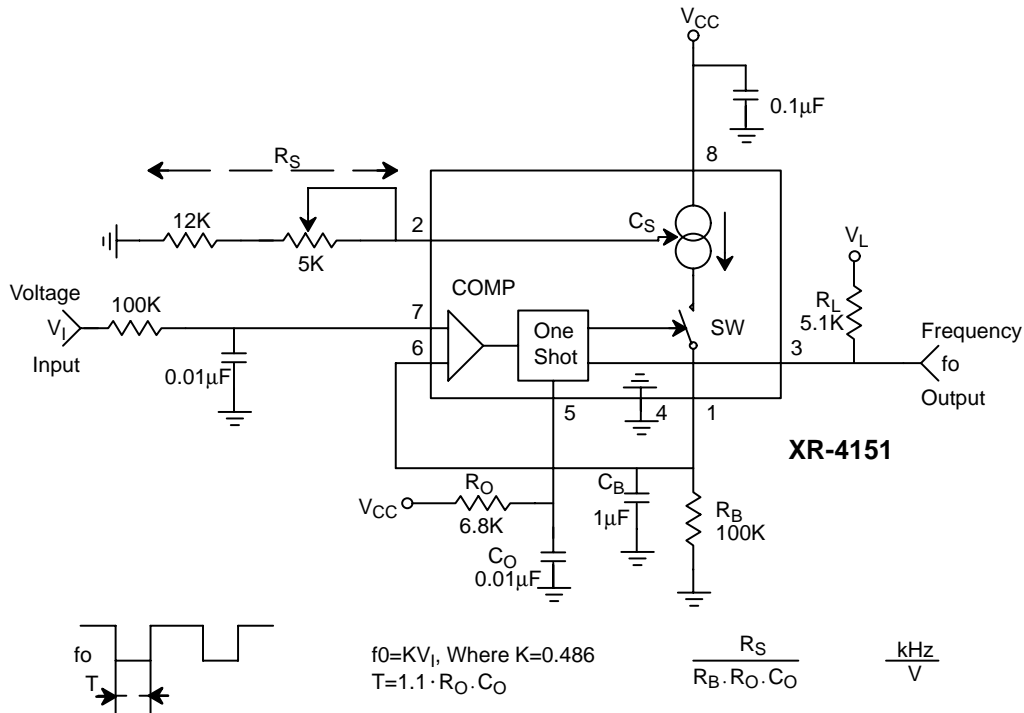 VCC
0.1μF
8
RS
12K
5K
2
CS
Voltage
VI
Input
100K
0.01μF
COMP
7
6
One
Shot
SW
VL
RL
5.1K
3
Frequency
fo
Output
5
4
1
XR-4151
VCC
RO
6.8K
CO
0.01μF
CB
1μF
RB
100K
fo
T
f0=KVI, Where K=0.486
T=1.1·RO.CO
RS
RB.RO.CO
kHz
V